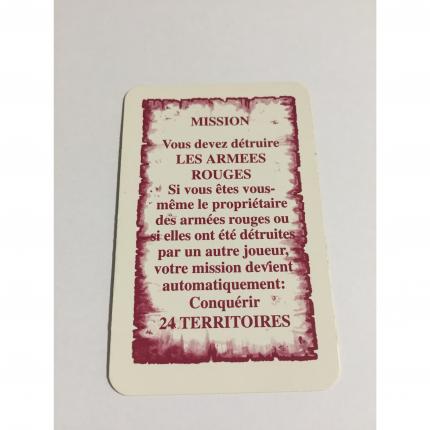 MISSION
Vous devez détruire
LES ARMEES
ROUGES
Si vous êtes vous-
même le propriétaire
des armées rouges ou
si elles ont été détruites
par un autre joueur,
votre mission devient
automatiquement:
Conquérir
24 TERRITOIRES